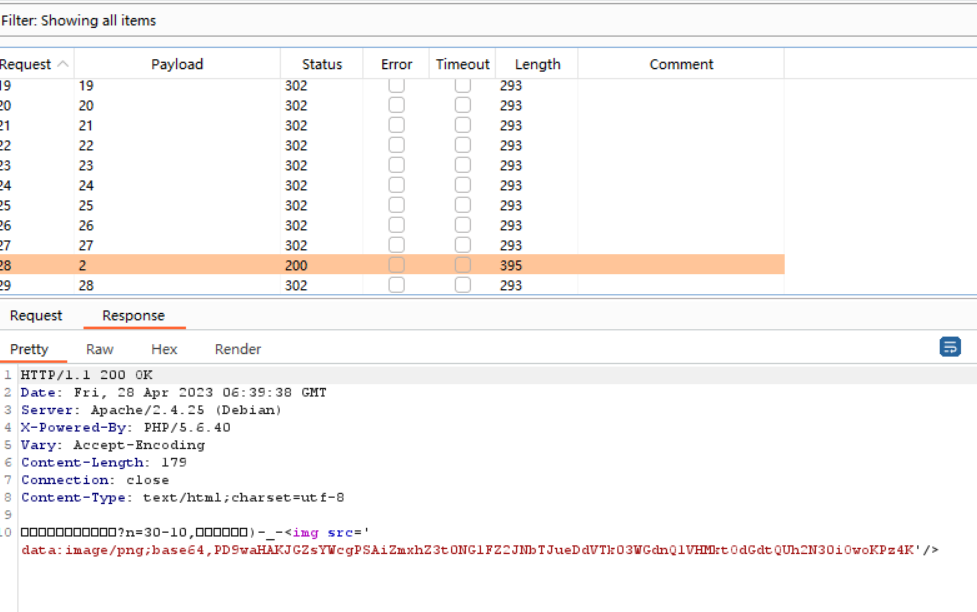 Filter: Showing all items
Request Payload Status Error Timeout Length Comment
19 19 302 293
20 20 302 293
21 21 302 293
22 22 302 293
23 23 302 293
24 24 302 293
25 25 302 293
26 26 302 293
27 27 302 293
28 2 200 395
29 28 302 293
Request Response
Pretty Raw Hex Render
1 HTTP/1.1 200 OK
2 Date: Fri, 28 Apr 2023 06:39:38 GMT
3 Server: Apache/2.4.25 (Debian)
4 X-Powered-By: PHP/5.6.40
5 Vary: Accept-Encoding
6 Content-Length: 179
7 Connection: close
8 Content-Type: text/html;charset=utf-8
9
10 □□□□□□□□□□□?n=30-10,□□□□□□)-_-<img src='
data:image/png;base64,